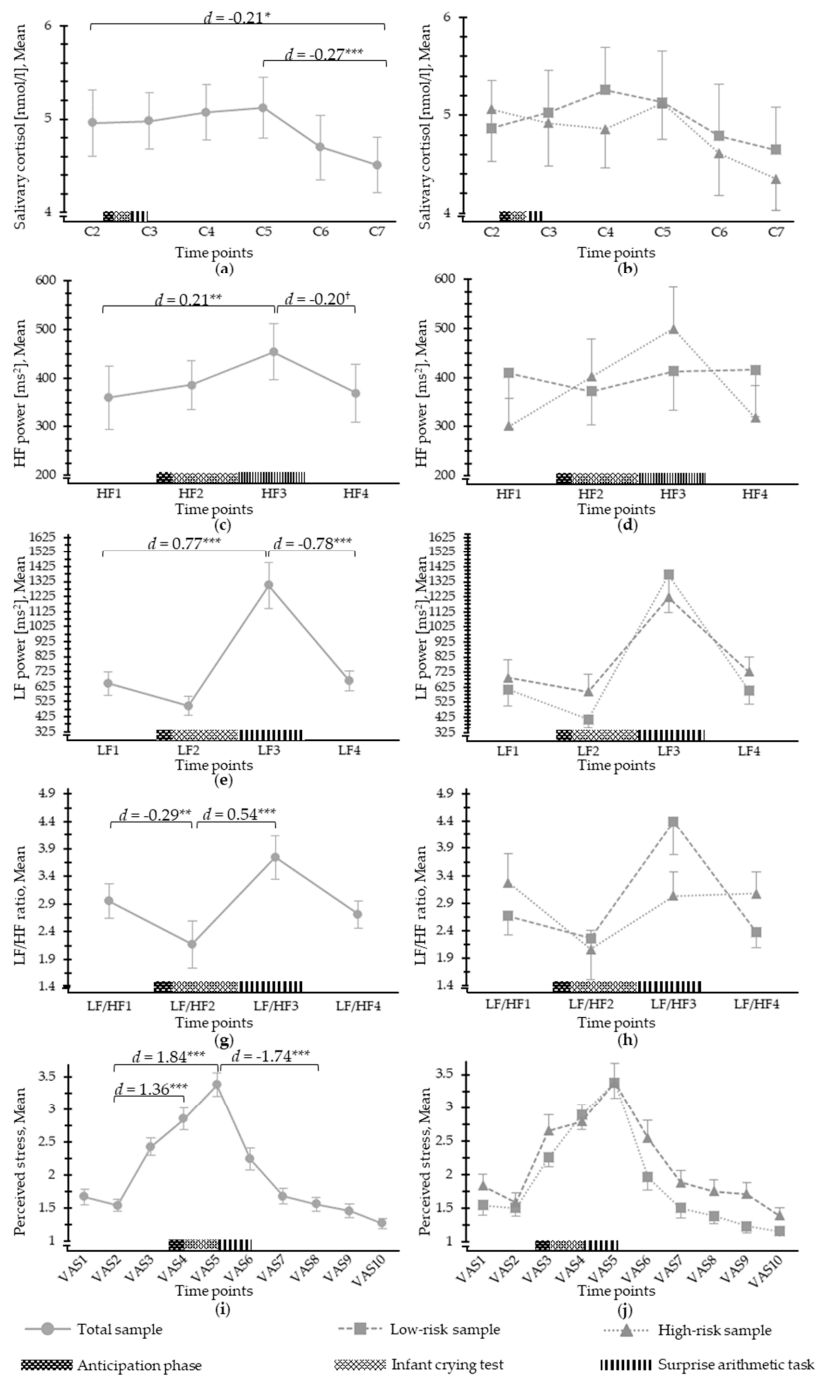 d = -0.21*
d = -0.27***
6
5
4
Salivary cortisol [nmol/l], Mean
C2 C3 C4 C5 C6 C7
Time points
(a)
6
5
4
Salivary cortisol [nmol/l], Mean
C2 C3 C4 C5 C6 C7
Time points
(b)
600
500
400
300
200
HF power [ms2], Mean
d = 0.21** d = -0.20†
HF1 HF2 HF3 HF4
Time points
(c)
600
500
400
300
200
HF power [ms2], Mean
HF1 HF2 HF3 HF4
Time points
(d)
1625
1525
1425
1325
1225
1125
1025
925
825
725
625
525
425
325
LF power [ms2], Mean
d = 0.77*** d = -0.78***
LF1 LF2 LF3 LF4
Time points
(e)
1625
1525
1425
1325
1225
1125
1025
925
825
725
625
525
425
325
LF power [ms2], Mean
LF1 LF2 LF3 LF4
Time points
4.9
4.4
3.9
3.4
2.9
2.4
1.9
1.4
LF/HF ratio, Mean
d = -0.29** d = 0.54***
LF/HF1 LF/HF2 LF/HF3 LF/HF4
Time points
(g)
4.9
4.4
3.9
3.4
2.9
2.4
1.9
1.4
LF/HF ratio, Mean
LF/HF1 LF/HF2 LF/HF3 LF/HF4
Time points
(h)
3.5
3
2.5
2
1.5
1
Perceived stress, Mean
d = 1.84*** d = -1.74***
d = 1.36***
VAS1 VAS2 VAS3 VAS4 VAS5 VAS6 VAS7 VAS8 VAS9 VAS10
(i)
3.5
3
2.5
2
1.5
1
Perceived stress, Mean
VAS1 VAS2 VAS3 VAS4 VAS5 VAS6 VAS7 VAS8 VAS9 VAS10
(j)
Total sample Low-risk sample High-risk sample
Anticipation phase Infant crying test Surprise arithmetic task